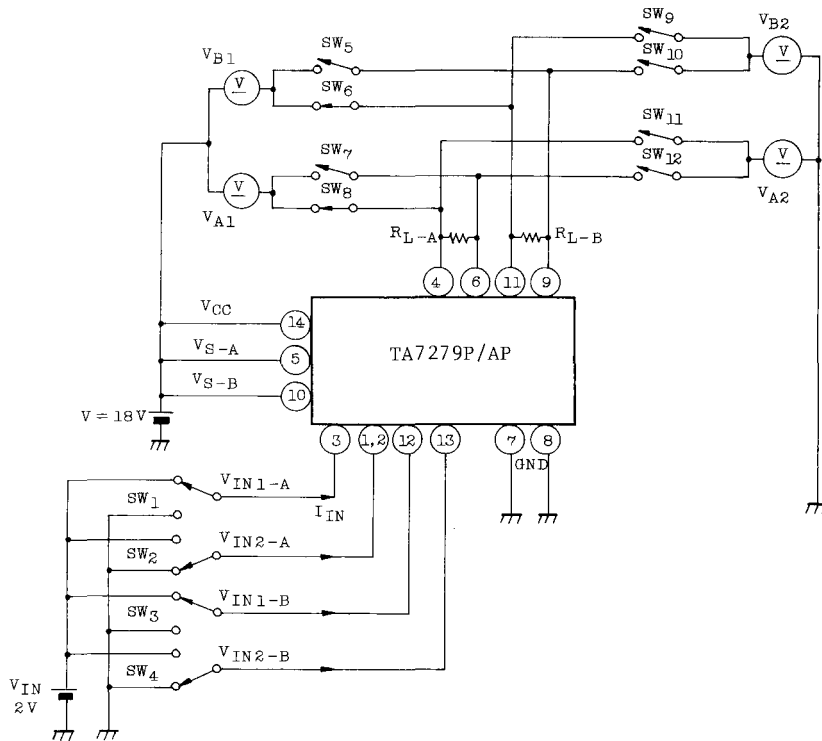 SW9
VB2
V
SW10
SW5
VB1
V
SW6
SW11
SW7
SW12
V
VA1
SW8
V
VA2
RL-A
RL-B
4
6
11
9
VCC
14
VS-A
5
TA7279P/AP
VS-B
10
V=18V
3
1,2
12
13
7
8
GND
VIN1-A
IIN
SW1
VIN2-A
SW2
VIN1-B
SW3
VIN2-B
SW4
VIN
2V